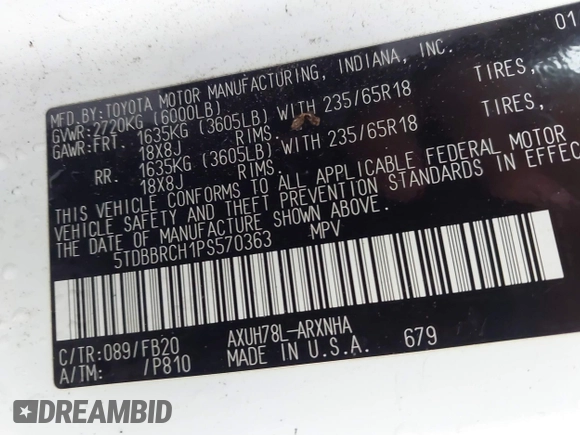 MFD.BY:TOYOTA MOTOR MANUFACTURING, INDIANA, INC. 01
GVWR:2720KG (6000LB)
GAWR:FRT. 1635KG (3605LB) WITH 235/65R18 TIRES,
18X8J RIMS.
RR. 1635KG (3605LB) WITH 235/65R18 TIRES,
18X8J RIMS.
THIS VEHICLE CONFORMS TO ALL APPLICABLE FEDERAL MOTOR
VEHICLE SAFETY AND THEFT PREVENTION STANDARDS IN EFFEC
THE DATE OF MANUFACTURE SHOWN ABOVE.
5TDBBRCH1PS570363 MPV
C/TR:089/FB20 AXUH78L-ARXNHA 679
A/TM: /P810 MADE IN U.S.A.
DREAMBID